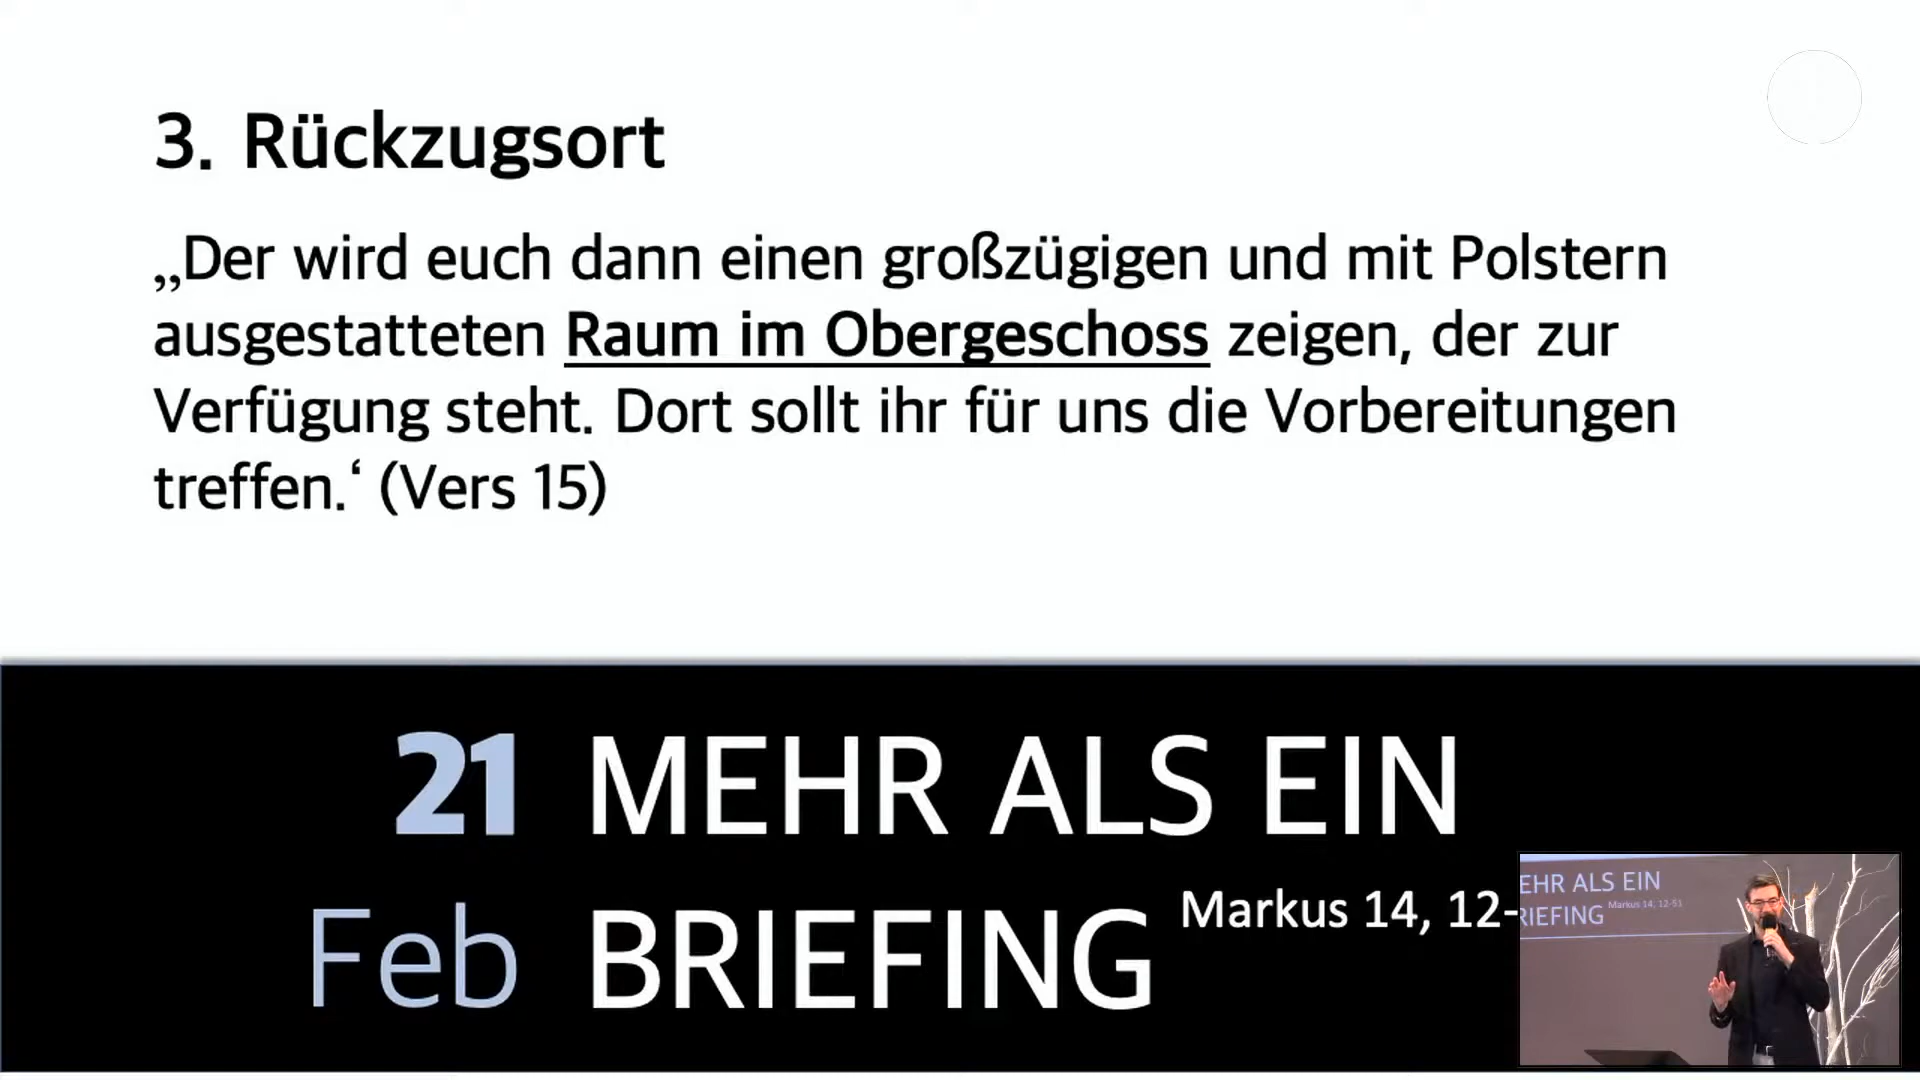 3. Rückzugsort
„Der wird euch dann einen großzügigen und mit Polstern
ausgestatteten Raum im Obergeschoss zeigen, der zur
Verfügung steht. Dort sollt ihr für uns die Vorbereitungen
treffen.‘ (Vers 15)
21 MEHR ALS EIN
Feb BRIEFING Markus 14, 12-
EHR ALS EIN
RIEFING Markus 14, 12-51